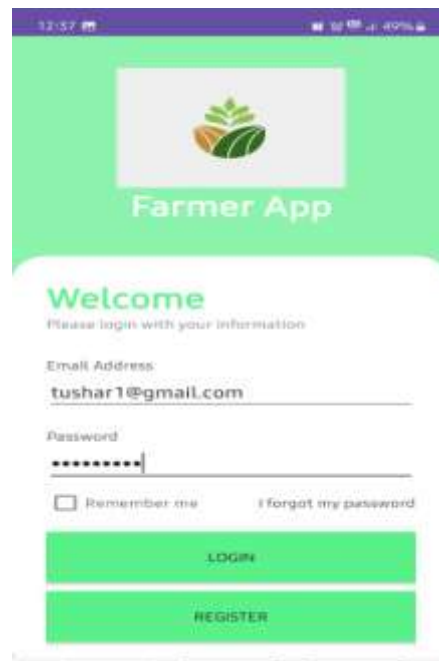 12:37 49%
Farmer App
Welcome
Please login with your information
Email Address
tushar1@gmail.com
Password
•••••••••
Remember me I forgot my password
LOGIN
REGISTER